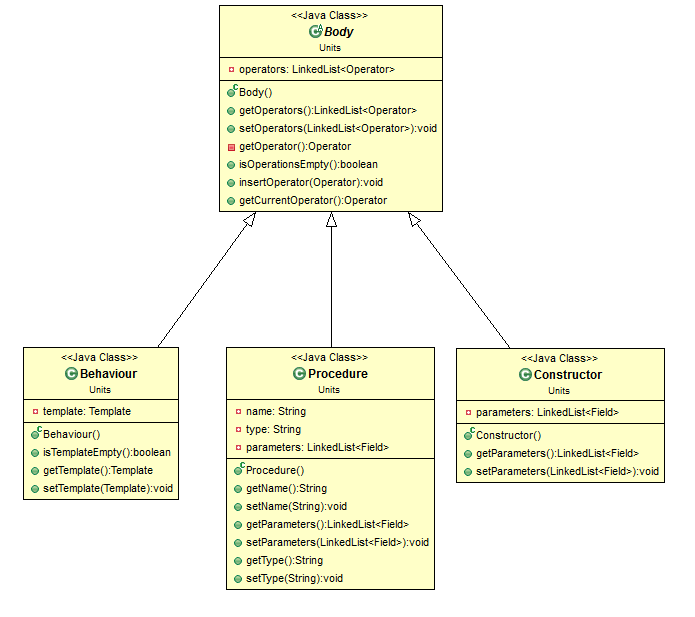 <<Java Class>>
Body
Units
operators: LinkedList<Operator>
Body()
getOperators():LinkedList<Operator>
setOperators(LinkedList<Operator>):void
getOperator():Operator
isOperationsEmpty():boolean
insertOperator(Operator):void
getCurrentOperator():Operator
<<Java Class>>
Behaviour
Units
template: Template
Behaviour()
isTemplateEmpty():boolean
getTemplate():Template
setTemplate(Template):void
<<Java Class>>
Procedure
Units
name: String
type: String
parameters: LinkedList<Field>
Procedure()
getName():String
setName(String):void
getParameters():LinkedList<Field>
setParameters(LinkedList<Field>):void
getType():String
setType(String):void
<<Java Class>>
Constructor
Units
parameters: LinkedList<Field>
Constructor()
getParameters():LinkedList<Field>
setParameters(LinkedList<Field>):void